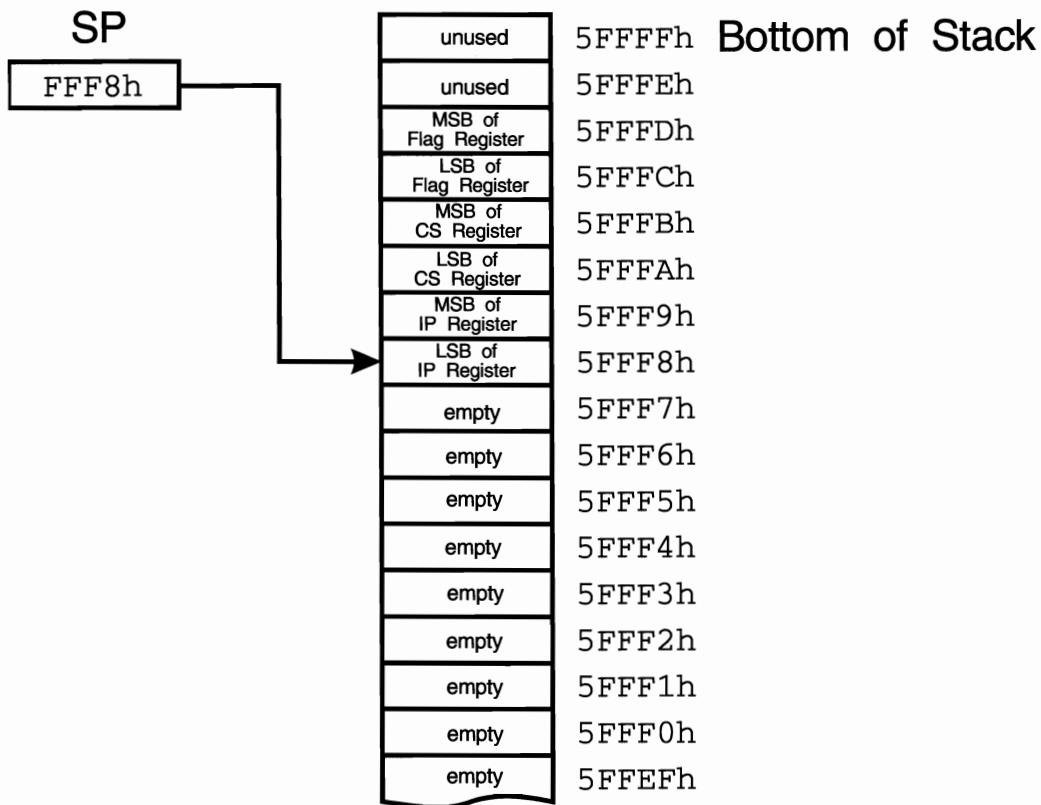 SP
FFF8h
unused 5FFFFh Bottom of Stack
unused 5FFFEh
MSB of
Flag Register 5FFFDh
LSB of
Flag Register 5FFFCh
MSB of
CS Register 5FFFBh
LSB of
CS Register 5FFFAh
MSB of
IP Register 5FFF9h
LSB of
IP Register 5FFF8h
empty 5FFF7h
empty 5FFF6h
empty 5FFF5h
empty 5FFF4h
empty 5FFF3h
empty 5FFF2h
empty 5FFF1h
empty 5FFF0h
empty 5FFEFh